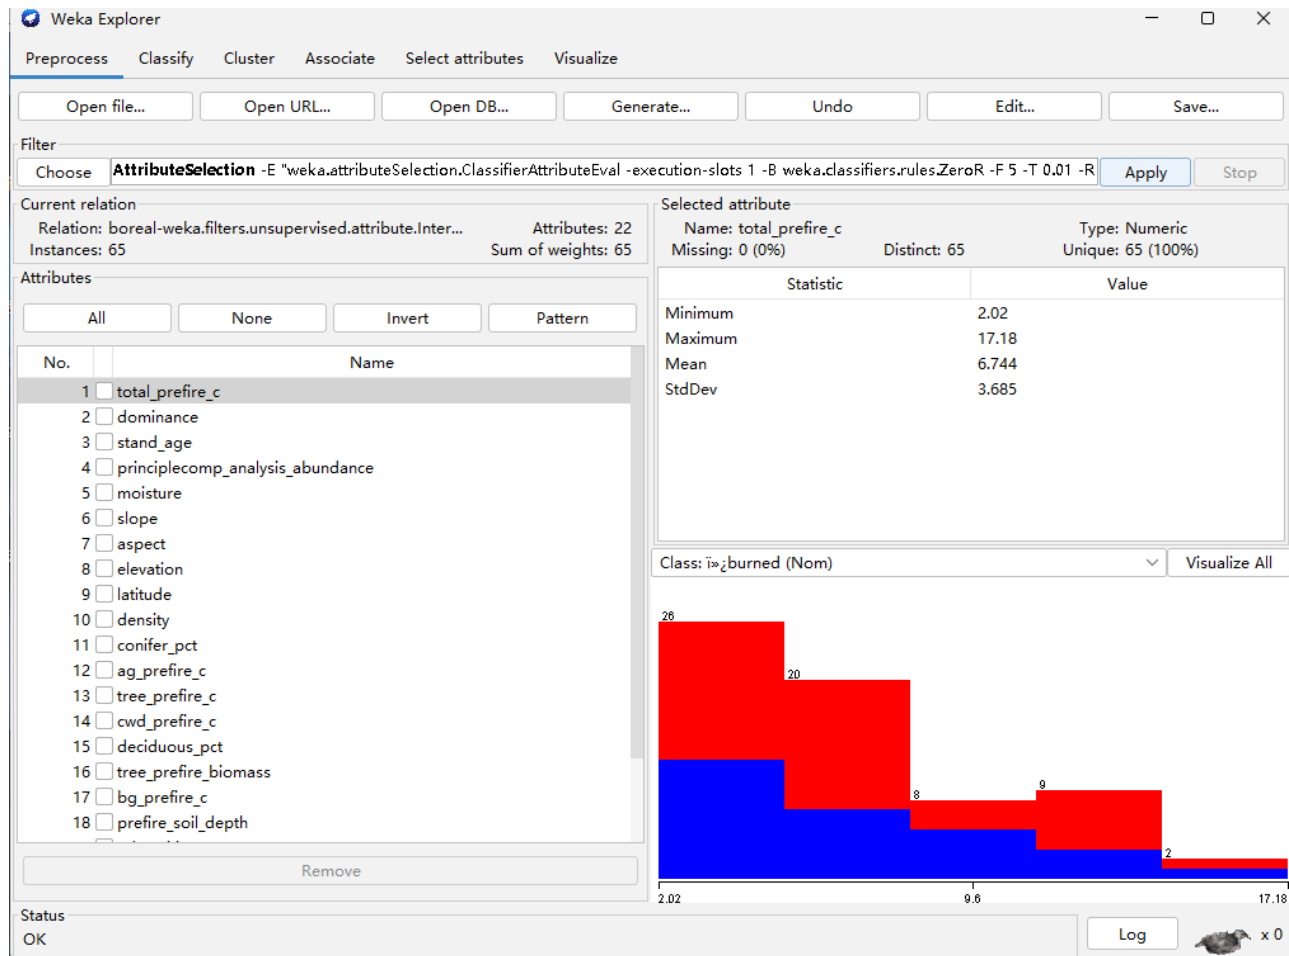 Weka Explorer
Preprocess Classify Cluster Associate Select attributes Visualize
Open file... Open URL... Open DB... Generate... Undo Edit... Save...
Filter
Choose AttributeSelection -E "weka.attributeSelection.ClassifierAttributeEval -execution-slots 1 -B weka.classifiers.rules.ZeroR -F 5 -T 0.01 -R Apply Stop
Current relation
Relation: boreal-weka.filters.unsupervised.attribute.Inter... Attributes: 22
Instances: 65 Sum of weights: 65
Attributes
All None Invert Pattern
No. Name
1 total_prefire_c
2 dominance
3 stand_age
4 principlecomp_analysis_abundance
5 moisture
6 slope
7 aspect
8 elevation
9 latitude
10 density
11 conifer_pct
12 ag_prefire_c
13 tree_prefire_c
14 cwd_prefire_c
15 deciduous_pct
16 tree_prefire_biomass
17 bg_prefire_c
18 prefire_soil_depth
Remove
Selected attribute
Name: total_prefire_c Type: Numeric
Missing: 0 (0%) Distinct: 65 Unique: 65 (100%)
Statistic Value
Minimum 2.02
Maximum 17.18
Mean 6.744
StdDev 3.685
Class: ï»¿burned (Nom) Visualize All
26
20
8
9
2
2.02 9.6 17.18
Status
OK
Log x 0